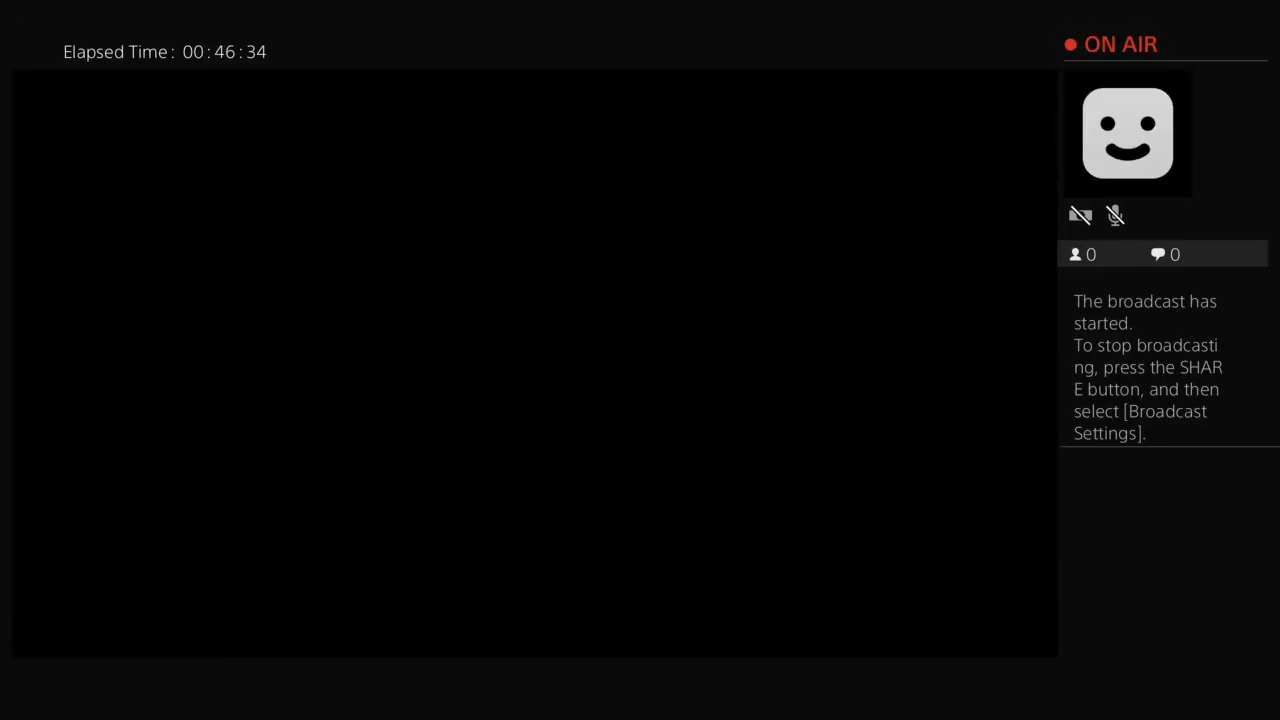 Elapsed Time: 00:46:34
ON AIR
0 0
The broadcast has
started.
To stop broadcasti
ng, press the SHAR
E button, and then
select [Broadcast
Settings].